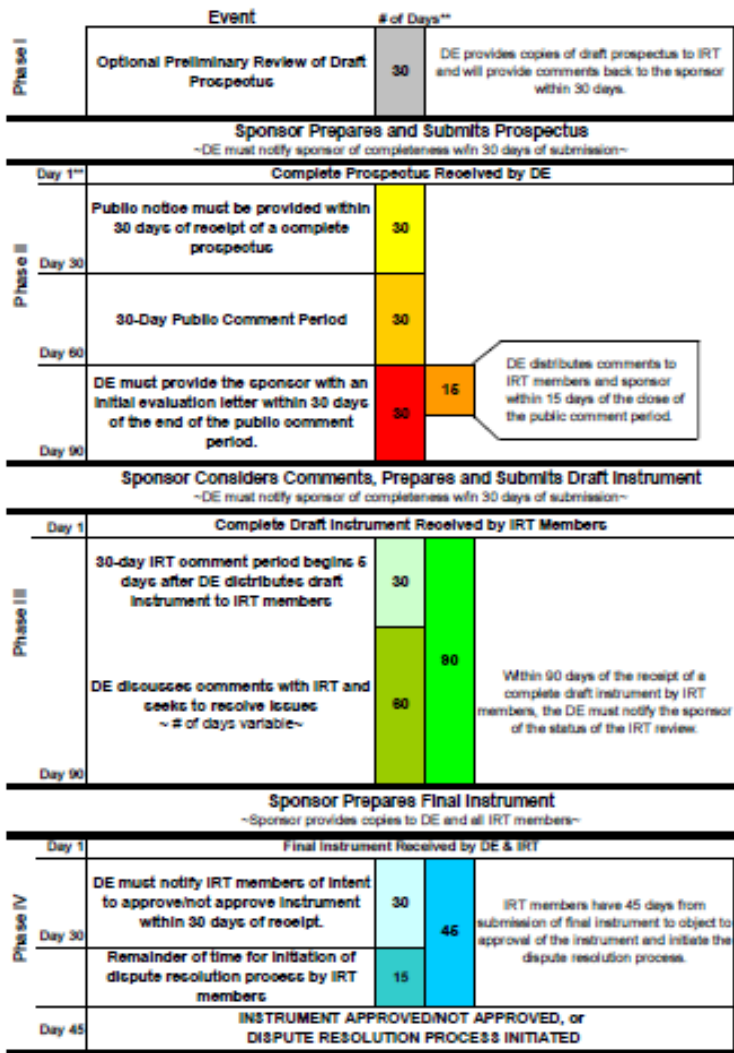 Event
# of Days**
Phase I
Optional Preliminary Review of Draft
Prospectus
30
DE provides copies of draft prospectus to IRT
and will provide comments back to the sponsor
within 30 days.
Sponsor Prepares and Submits Prospectus
~DE must notify sponsor of completeness w/in 30 days of submission~
Day 1**
Complete Prospectus Received by DE
Phase II
Public notice must be provided within
30 days of receipt of a complete
prospectus
30
Day 30
30-Day Public Comment Period
30
Day 60
DE must provide the sponsor with an
initial evaluation letter within 30 days
of the end of the public comment
period.
30
15
DE distributes comments to
IRT members and sponsor
within 15 days of the close of
the public comment period.
Day 90
Sponsor Considers Comments, Prepares and Submits Draft Instrument
~DE must notify sponsor of completeness w/in 30 days of submission~
Day 1
Complete Draft Instrument Received by IRT Members
Phase III
30-day IRT comment period begins 5
days after DE distributes draft
instrument to IRT members
30
90
DE discusses comments with IRT and
seeks to resolve issues
~ # of days variable~
60
Within 90 days of the receipt of a
complete draft instrument by IRT
members, the DE must notify the sponsor
of the status of the IRT review.
Day 90
Sponsor Prepares Final Instrument
~Sponsor provides copies to DE and all IRT members~
Day 1
Final Instrument Received by DE & IRT
Phase IV
DE must notify IRT members of intent
to approve/not approve instrument
within 30 days of receipt.
30
45
IRT members have 45 days from
submission of final instrument to object to
approval of the instrument and initiate the
dispute resolution process.
Day 30
Remainder of time for initiation of
dispute resolution process by IRT
members
15
Day 45
INSTRUMENT APPROVED/NOT APPROVED, or
DISPUTE RESOLUTION PROCESS INITIATED